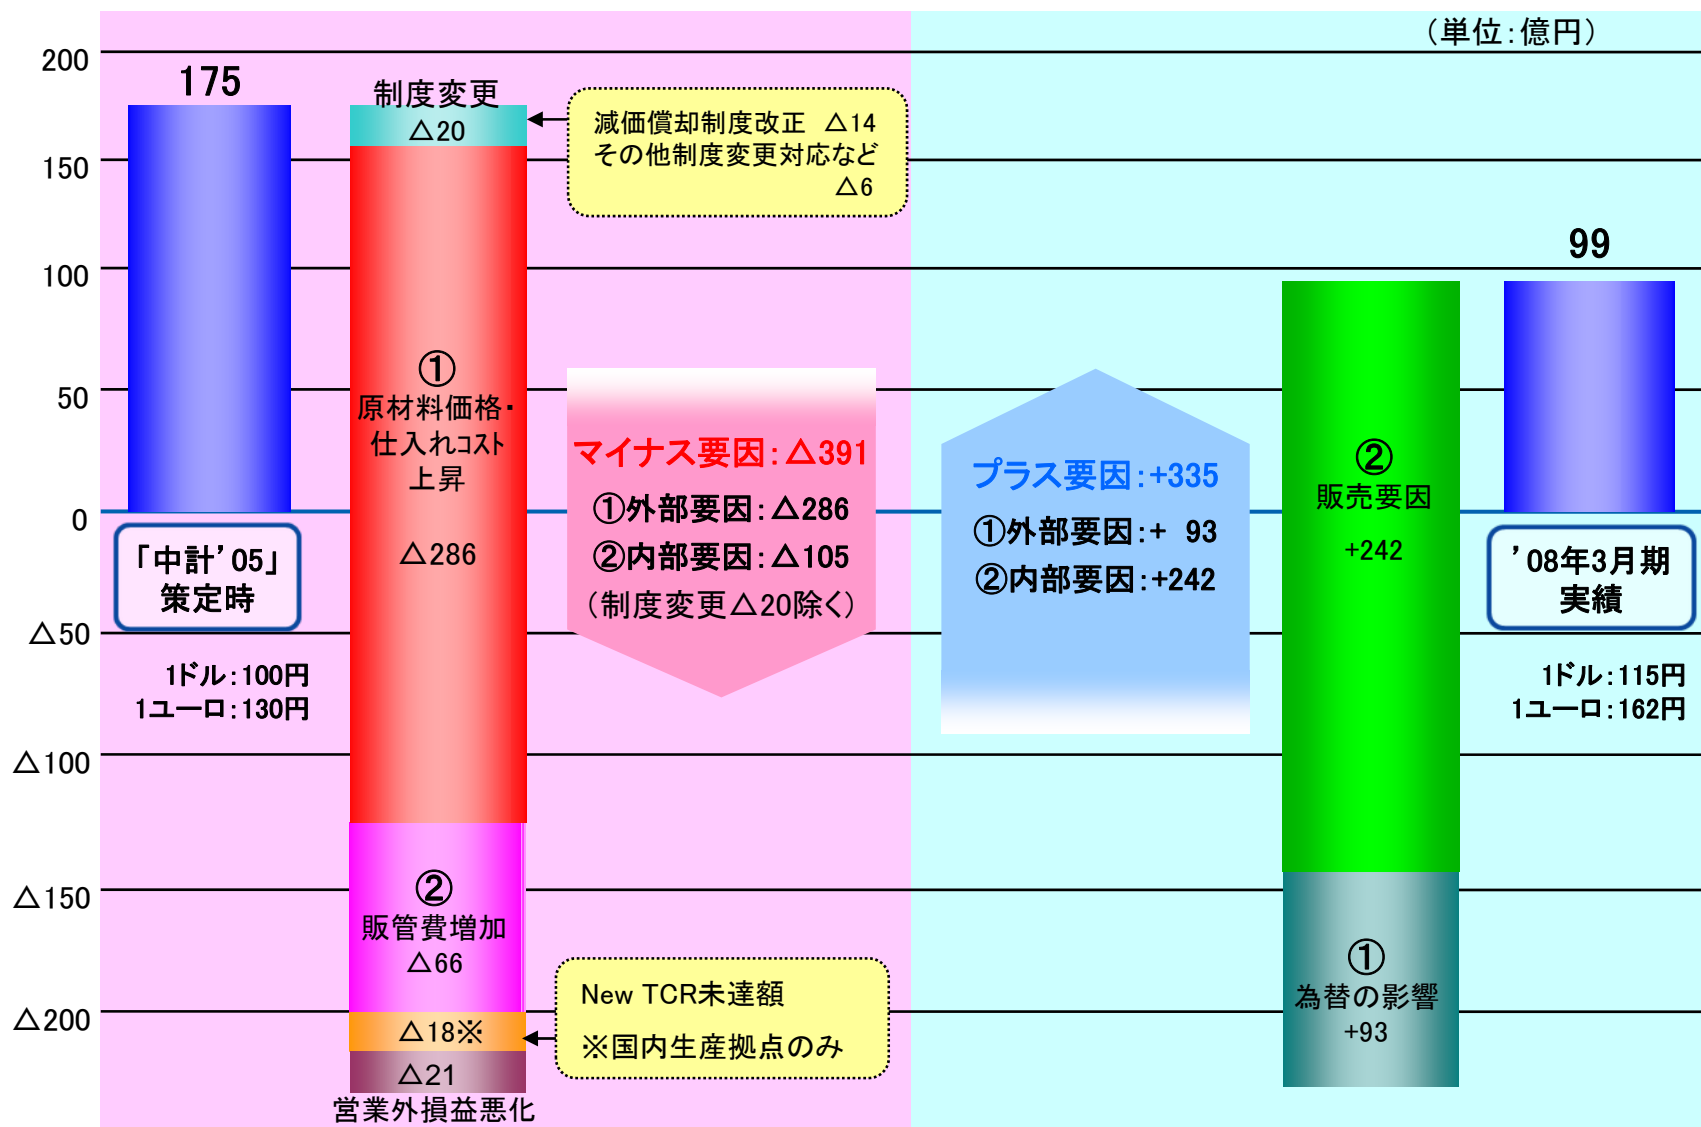 （単位：億円）
200
150
100
50
0
△50
△100
△150
△200
175
「中計’05」
策定時
1ドル：100円
1ユーロ：130円
制度変更
△20
減価償却制度改正 △14
その他制度変更対応など
△6
①
原材料価格・
仕入れコスト
上昇
△286
②
販管費増加
△66
△18※
△21
営業外損益悪化
New TCR未達額
※国内生産拠点のみ
マイナス要因：△391
①外部要因：△286
②内部要因：△105
（制度変更△20除く）
プラス要因：+335
①外部要因：+ 93
②内部要因：+242
②
販売要因
+242
①
為替の影響
+93
99
’08年3月期
実績
1ドル：115円
1ユーロ：162円